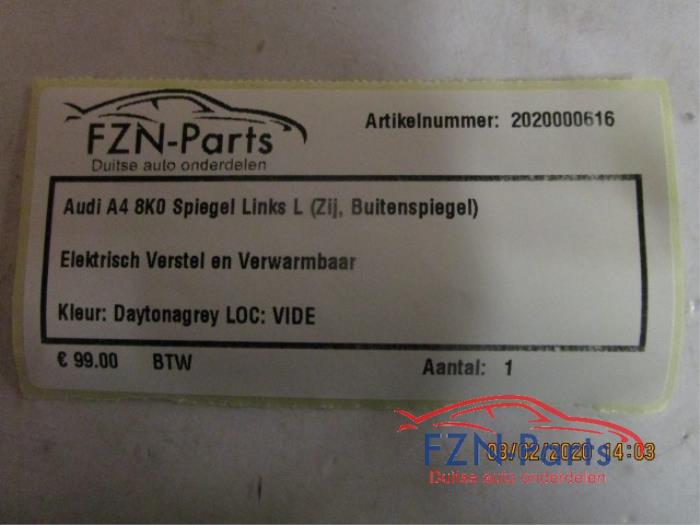 FZN-Parts
Duitse auto onderdelen
Artikelnummer: 2020000616
Audi A4 8K0 Spiegel Links L (Zij, Buitenspiegel)
Elektrisch Verstel en Verwarmbaar
Kleur: Daytonagrey LOC: VIDE
€ 99.00 BTW
Aantal: 1
FZN-Parts
03/02/2020 14:03
Duitse auto onderdelen